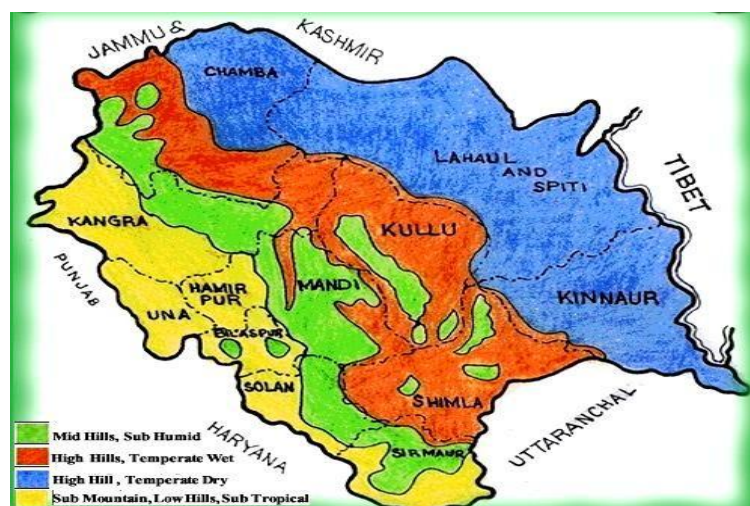 JAMMU &
KASHMIR
CHAMBA
LAHAUL
AND
SPITI
TIBET
KANGRA
KULLU
PUNJAB
HAMIR
PUR
MANDI
KINNAUR
UNA
BILASPUR
SOLAN
SHIMLA
HARYANA
UTTARANCHAL
SIRMAUR
Mid Hills, Sub Humid
High Hills, Temperate Wet
High Hill , Temperate Dry
Sub Mountain, Low Hills, Sub Tropical